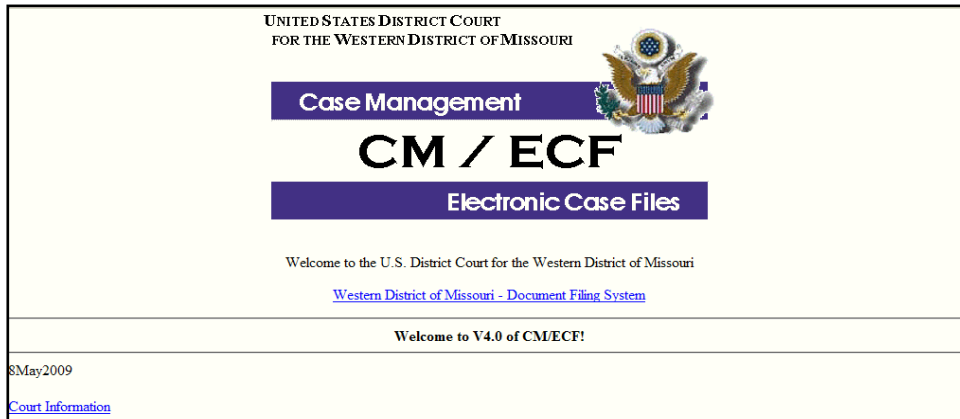 UNITED STATES DISTRICT COURT
FOR THE WESTERN DISTRICT OF MISSOURI
Case Management
CM / ECF
Electronic Case Files
Welcome to the U.S. District Court for the Western District of Missouri
Western District of Missouri - Document Filing System
Welcome to V4.0 of CM/ECF!
8May2009
Court Information